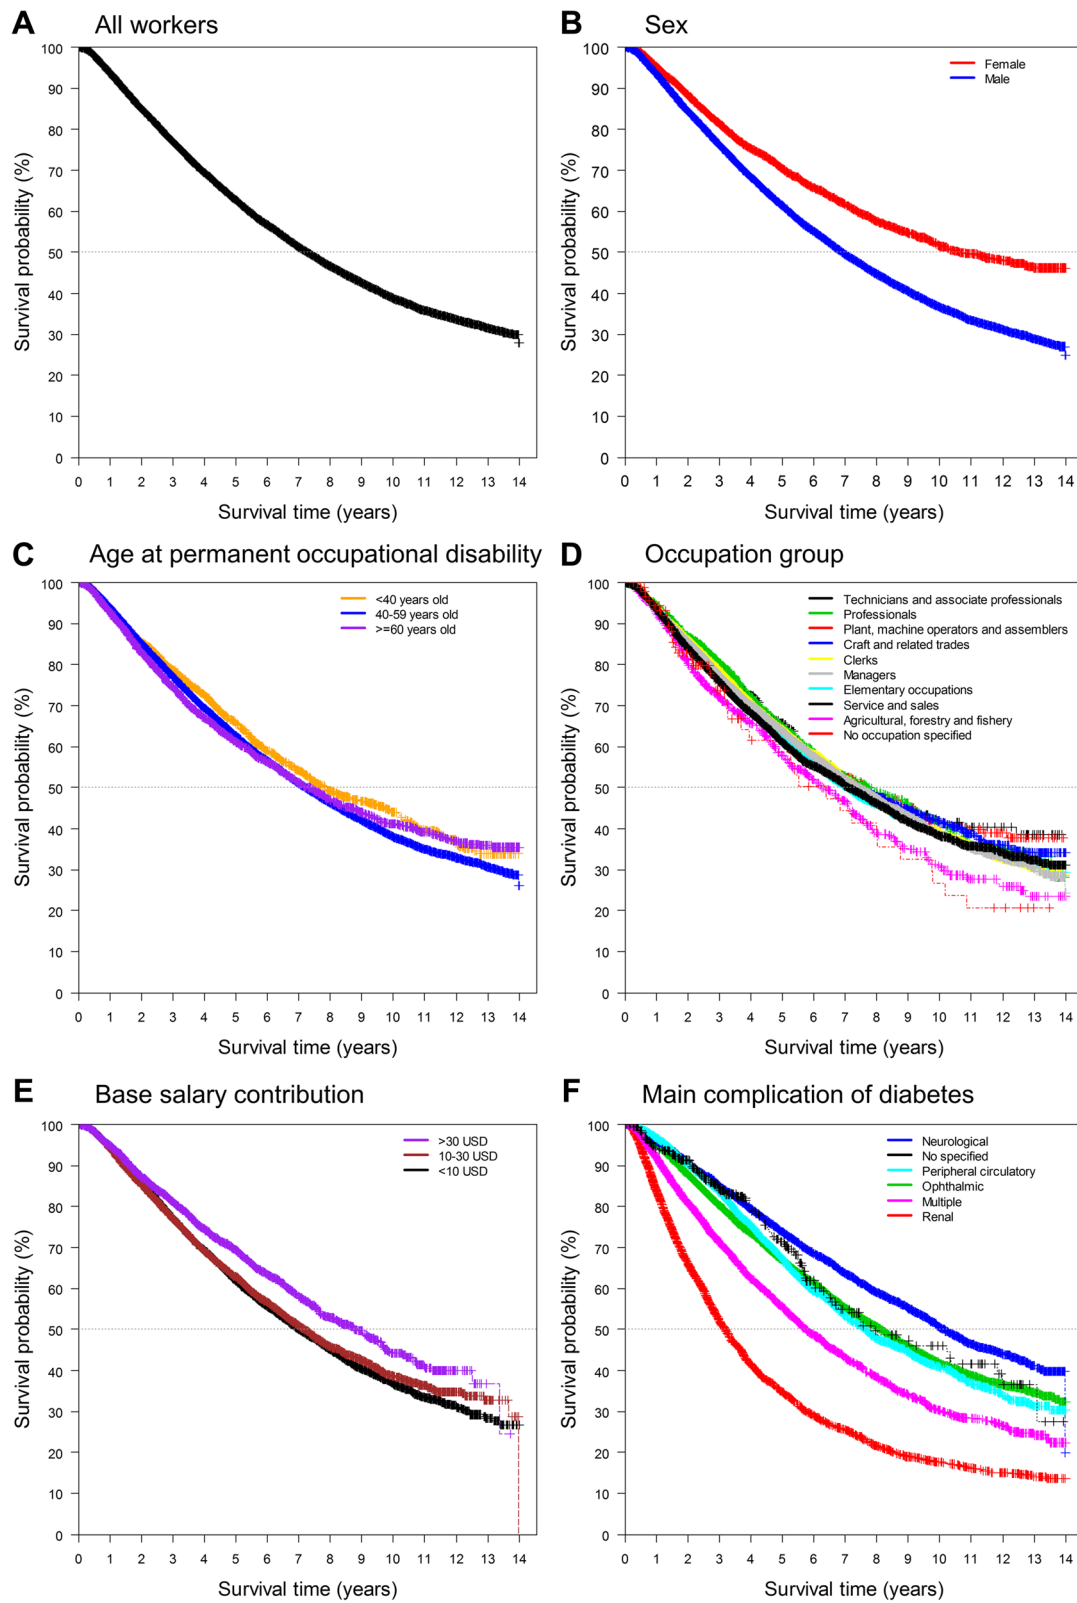 A All workers
Survival probability (%)
100
90
80
70
60
50
40
30
20
10
0
0 1 2 3 4 5 6 7 8 9 10 11 12 13 14
Survival time (years)
B Sex
Survival probability (%)
100
90
80
70
60
50
40
30
20
10
0
Female
Male
0 1 2 3 4 5 6 7 8 9 10 11 12 13 14
Survival time (years)
C Age at permanent occupational disability
Survival probability (%)
100
90
80
70
60
50
40
30
20
10
0
<40 years old
40-59 years old
>=60 years old
0 1 2 3 4 5 6 7 8 9 10 11 12 13 14
Survival time (years)
D Occupation group
Survival probability (%)
100
90
80
70
60
50
40
30
20
10
0
Technicians and associate professionals
Professionals
Plant, machine operators and assemblers
Craft and related trades
Clerks
Managers
Elementary occupations
Service and sales
Agricultural, forestry and fishery
No occupation specified
0 1 2 3 4 5 6 7 8 9 10 11 12 13 14
Survival time (years)
E Base salary contribution
Survival probability (%)
100
90
80
70
60
50
40
30
20
10
0
>30 USD
10-30 USD
<10 USD
0 1 2 3 4 5 6 7 8 9 10 11 12 13 14
Survival time (years)
F Main complication of diabetes
Survival probability (%)
100
90
80
70
60
50
40
30
20
10
0
Neurological
No specified
Peripheral circulatory
Ophthalmic
Multiple
Renal
0 1 2 3 4 5 6 7 8 9 10 11 12 13 14
Survival time (years)